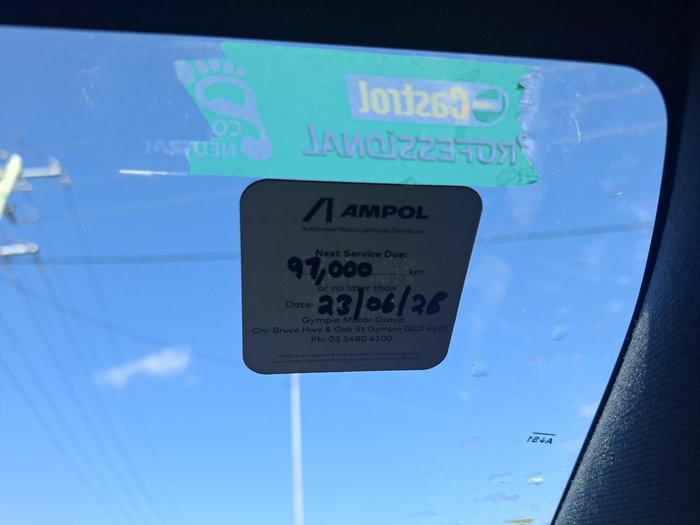 Castrol
PROFESSIONAL
CO
NEUTRAL
AMPOL
Authorised Mobil Lubricants Distributor
Next Service Due:
97,000 km
or no later than
Date: 23/06/26
Gympie Motor Group
Cnr Bruce Hwy & Oak St Gympie QLD 4570
Ph: 03 5480 4100